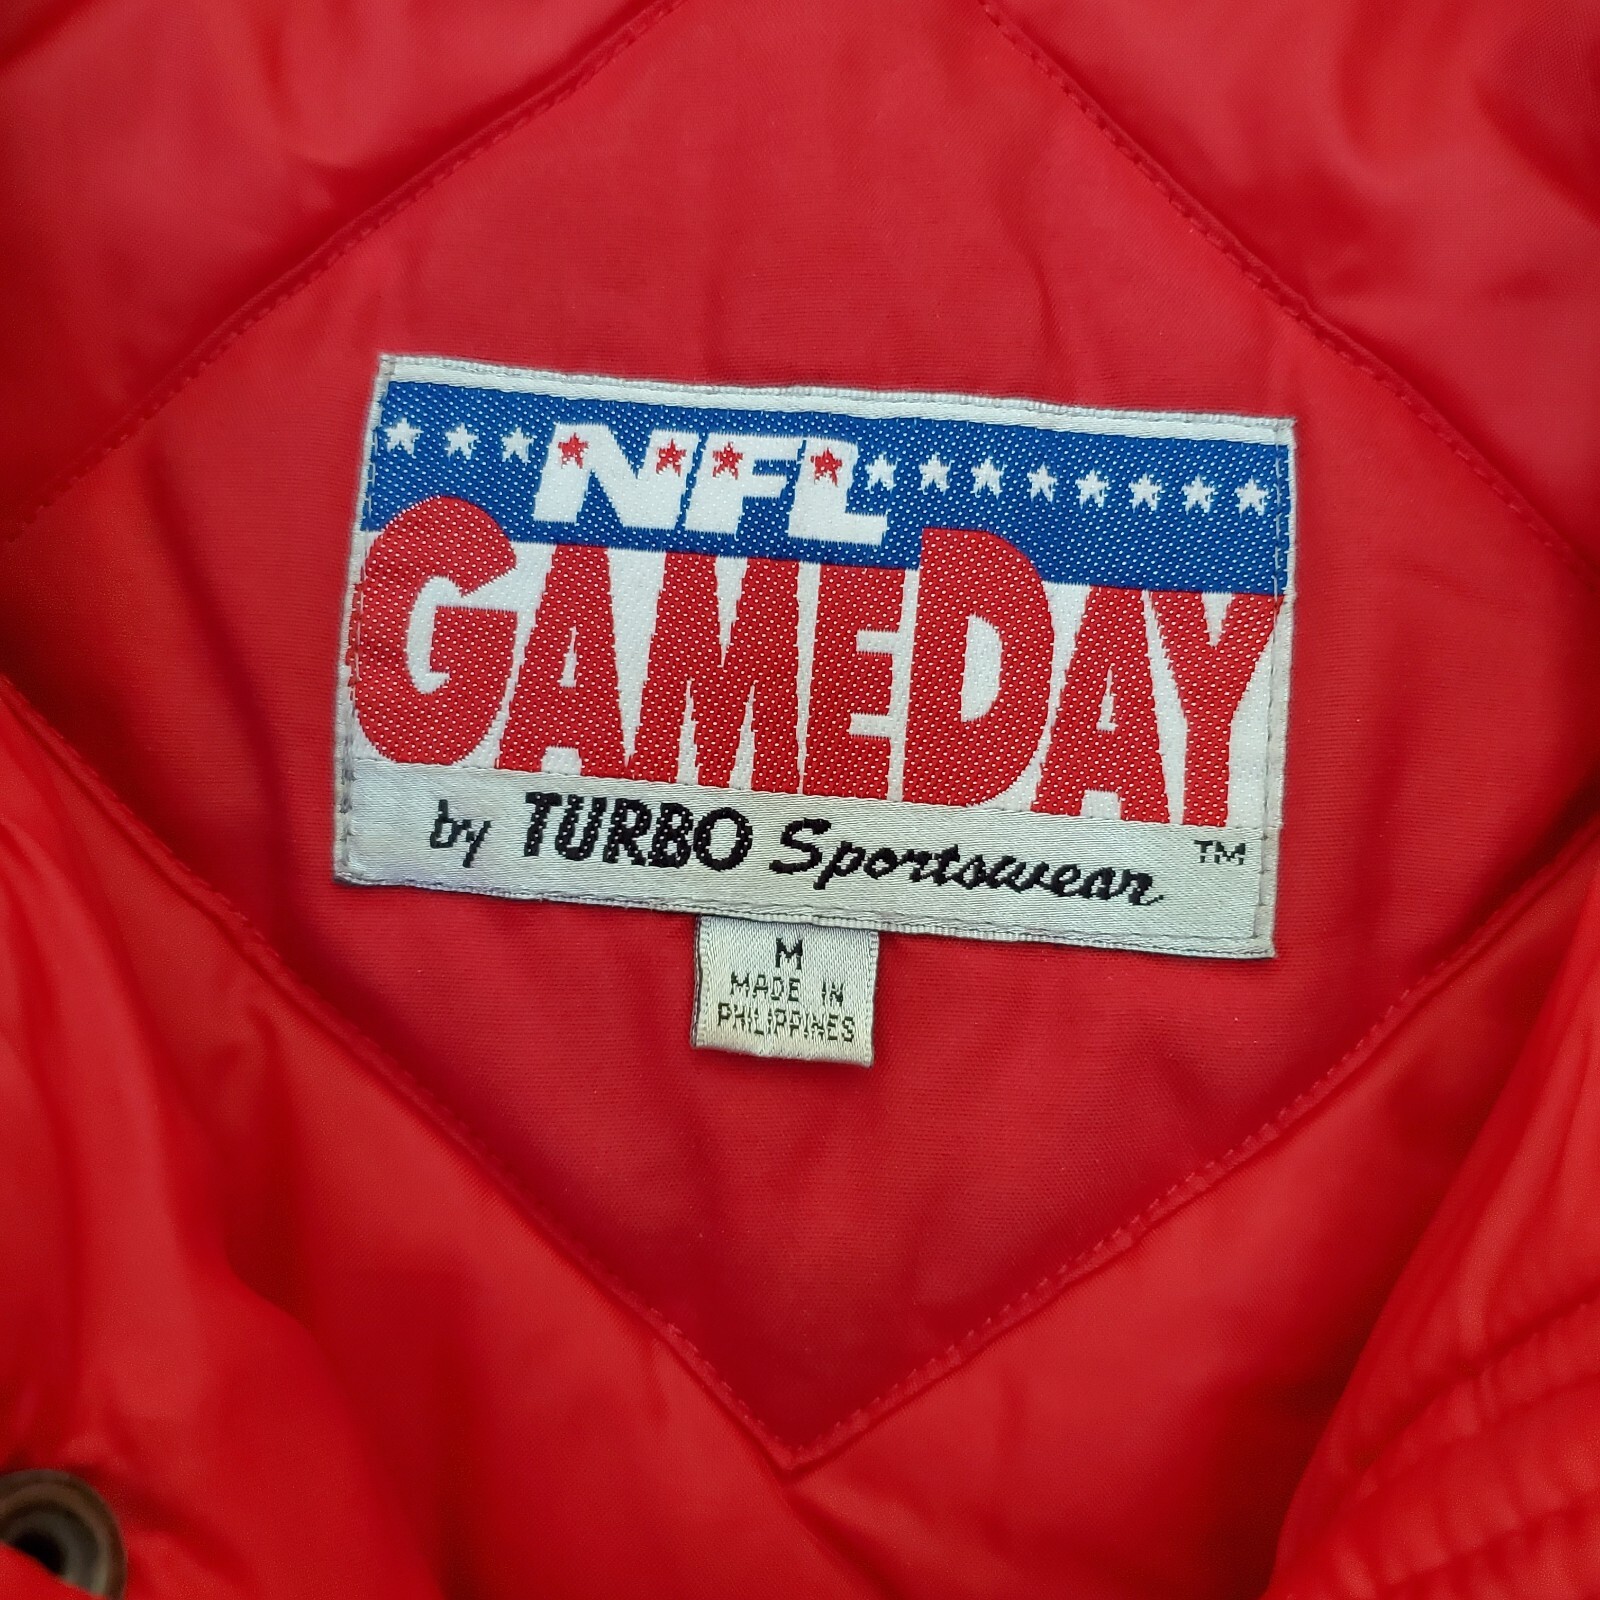 NFL
GAMEDAY
by TURBO Sportswear ™
M
MADE IN
PHILIPPINES